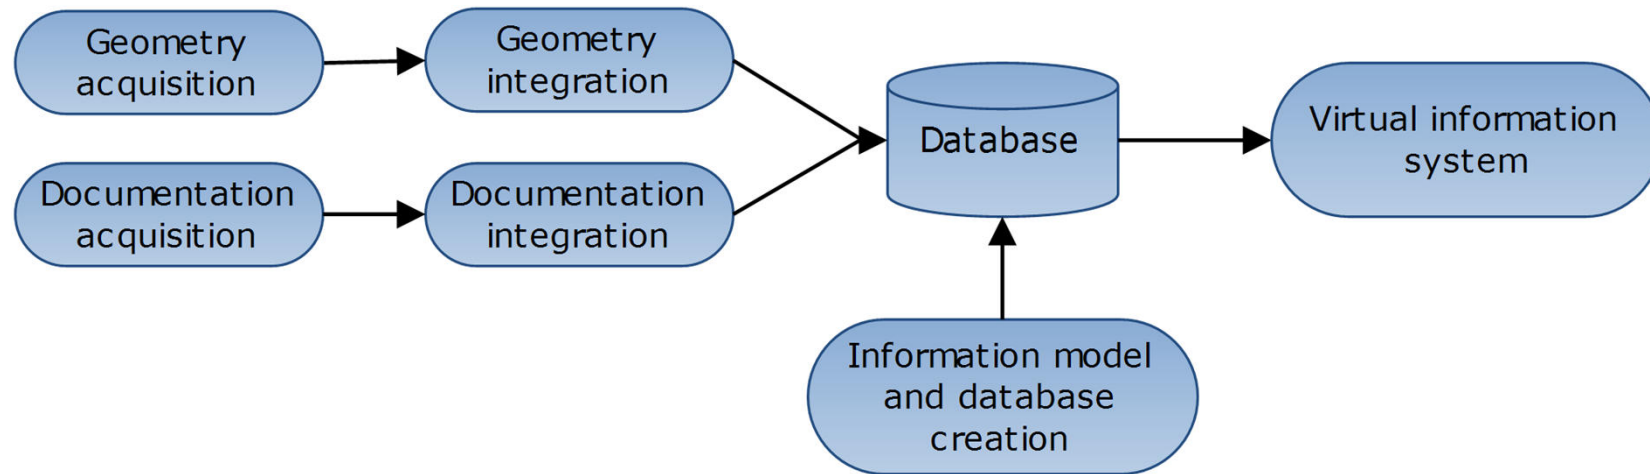 Geometry
acquisition
Geometry
integration
Documentation
acquisition
Documentation
integration
Database
Virtual information
system
Information model
and database
creation